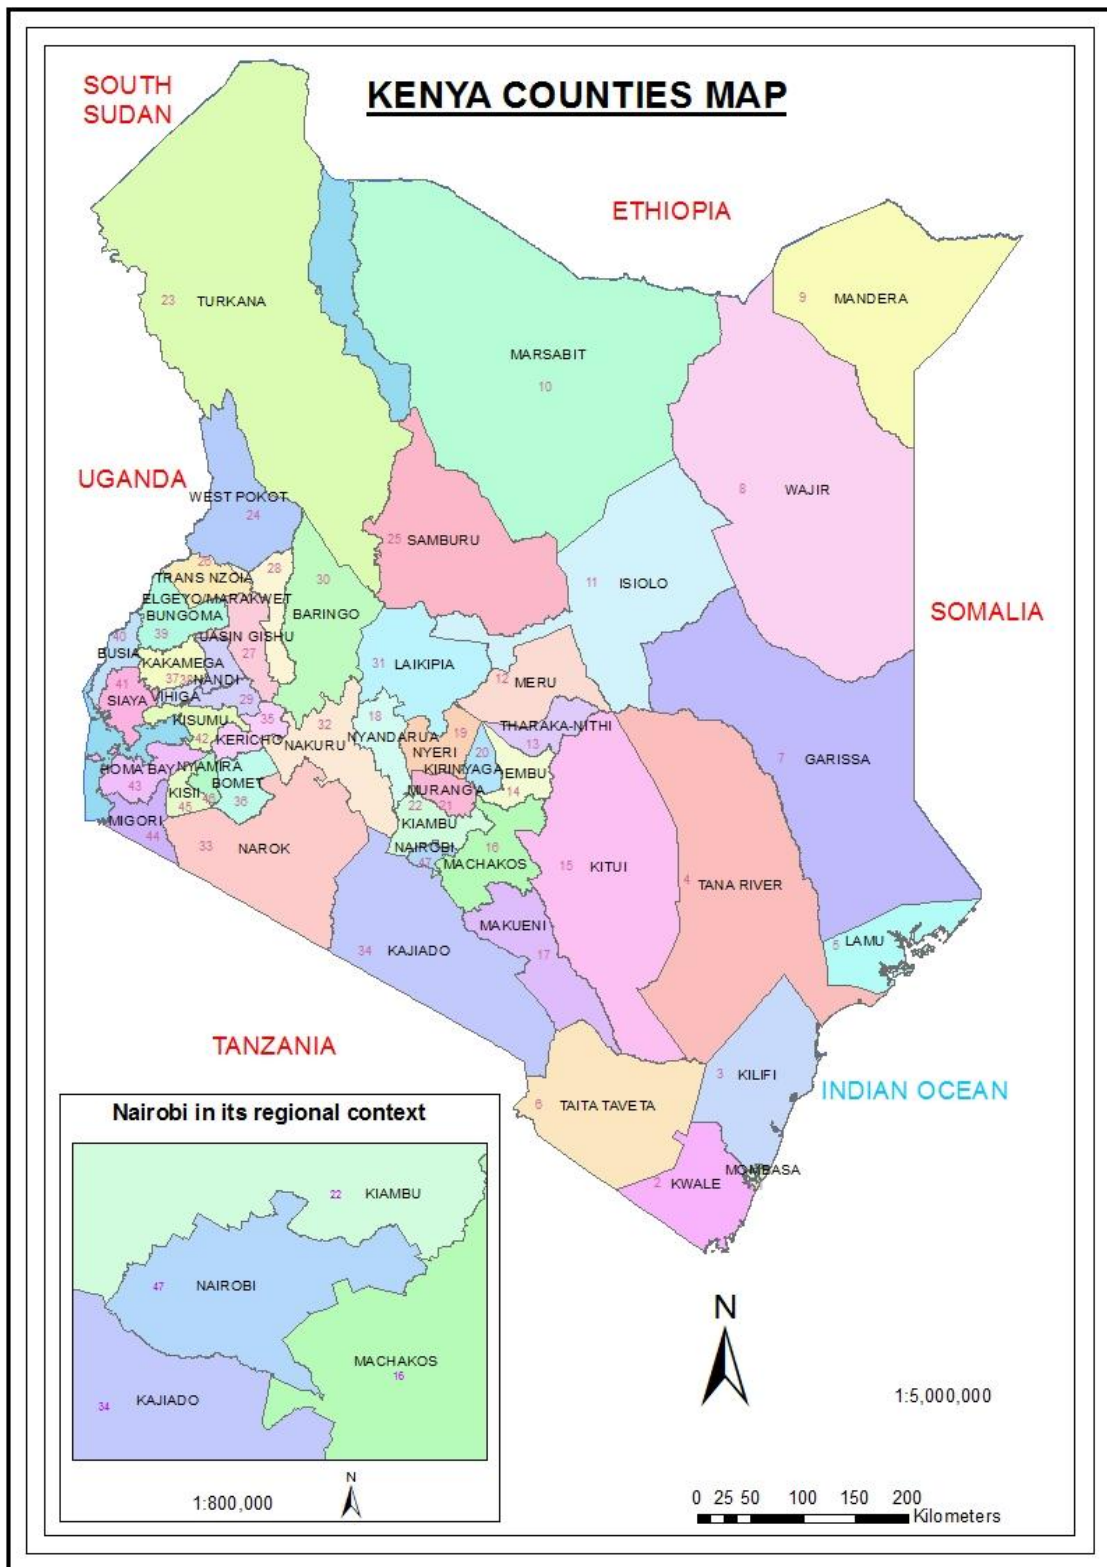 KENYA COUNTIES MAP
SOUTH
SUDAN
ETHIOPIA
9
MANDERA
23
TURKANA
MARSABIT
10
UGANDA
WEST POKOT
24
8
WAJIR
25
SAMBURU
26
28
TRANS NZOIA
30
11
ISIOLO
ELGEYO/MARAKWET
BUNGOMA
BARINGO
SOMALIA
40
39
UASIN GISHU
BUSIA
27
KAKAMEGA
31
LAIKIPIA
37
38
NANDI
12
MERU
41
SIAYA
VIHIGA
29
KISUMU
35
32
18
THARAKA-NITHI
42
KERICHO
NAKURU
NYANDARUA
19
13
NYERI
20
7
GARISSA
HOMA BAY
NYAMIRA
KIRINYAGA
EMBU
43
BOMET
KISII
MURANGA
14
45
46
36
22
21
MIGORI
KIAMBU
44
33
NAROK
NAIROBI
16
47
MACHAKOS
15
KITUI
4
TANA RIVER
MAKUENI
34
KAJIADO
17
5
LAMU
TANZANIA
3
KILIFI
INDIAN OCEAN
6
TAITA TAVETA
MOMBASA
2
KWALE
Nairobi in its regional context
22
KIAMBU
47
NAIROBI
MACHAKOS
16
34
KAJIADO
N
1:800,000
N
1:5,000,000
0 25 50 100 150 200
Kilometers